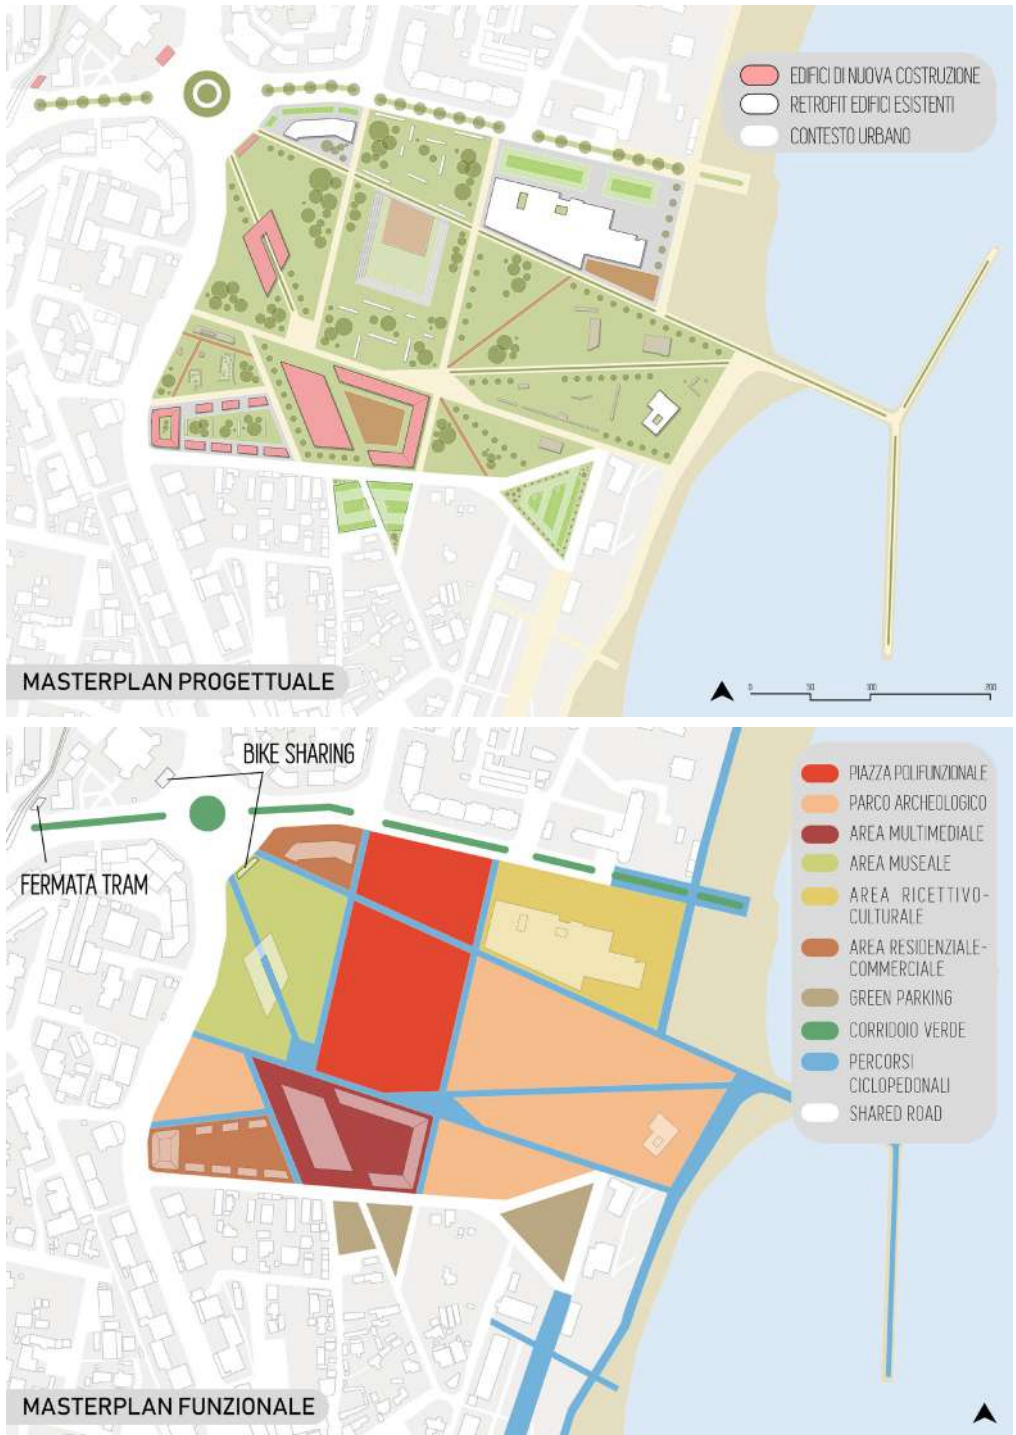 EDIFICI DI NUOVA COSTRUZIONE
RETROFIT EDIFICI ESISTENTI
CONTESTO URBANO
MASTERPLAN PROGETTUALE
0 50 100 200
BIKE SHARING
FERMATA TRAM
PIAZZA POLIFUNZIONALE
PARCO ARCHEOLOGICO
AREA MULTIMEDIALE
AREA MUSEALE
AREA RICETTIVO-
CULTURALE
AREA RESIDENZIALE-
COMMERCIALE
GREEN PARKING
CORRIDOIO VERDE
PERCORSI
CICLOPEDONALI
SHARED ROAD
MASTERPLAN FUNZIONALE